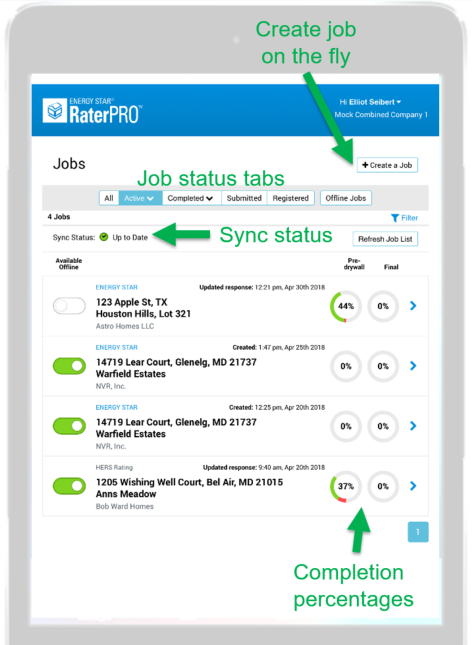 Create job
on the fly
ENERGY STAR®
RaterPRO™
Hi Elliot Seibert
Mock Combined Company 1
Jobs
+ Create a Job
Job status tabs
All Active Completed Submitted Registered Offline Jobs
4 Jobs
Filter
Sync Status: Up to Date
Sync status
Refresh Job List
Available
Offline
Pre-
drywall
Final
ENERGY STAR
Updated response: 12:21 pm, Apr 30th 2018
123 Apple St, TX
Houston Hills, Lot 321
Astro Homes LLC
44%
0%
ENERGY STAR
Created: 1:47 pm, Apr 25th 2018
14719 Lear Court, Glenelg, MD 21737
Warfield Estates
NVR, Inc.
0%
0%
ENERGY STAR
Created: 12:25 pm, Apr 20th 2018
14719 Lear Court, Glenelg, MD 21737
Warfield Estates
NVR, Inc.
0%
0%
HERS Rating
Updated response: 9:40 am, Apr 20th 2018
1205 Wishing Well Court, Bel Air, MD 21015
Anns Meadow
Bob Ward Homes
37%
0%
1
Completion
percentages